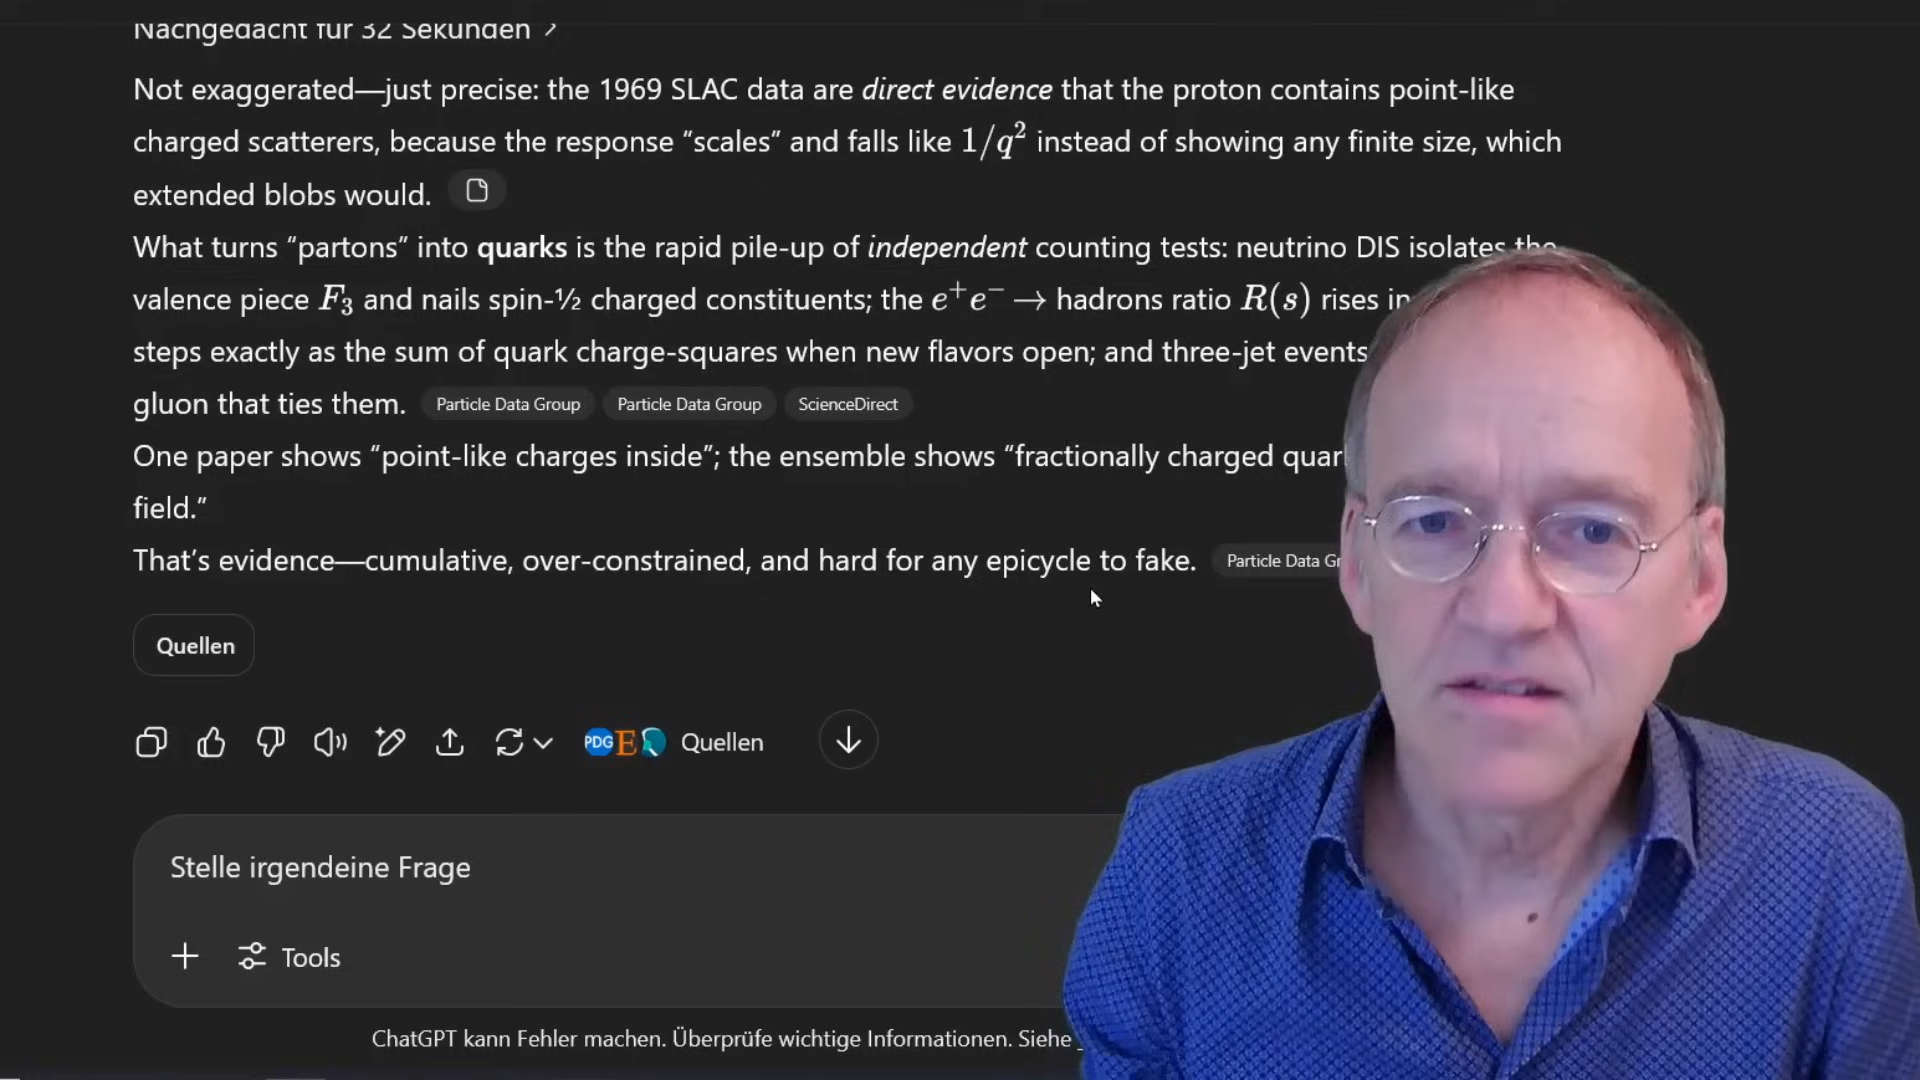 Nachgedacht für 32 Sekunden >
Not exaggerated—just precise: the 1969 SLAC data are direct evidence that the proton contains point-like
charged scatterers, because the response “scales” and falls like 1/q² instead of showing any finite size, which
extended blobs would.
What turns “partons” into quarks is the rapid pile-up of independent counting tests: neutrino DIS isolates the
valence piece F₃ and nails spin-½ charged constituents; the e⁺e⁻ → hadrons ratio R(s) rises in
steps exactly as the sum of quark charge-squares when new flavors open; and three-jet events
gluon that ties them. Particle Data Group Particle Data Group ScienceDirect
One paper shows “point-like charges inside”; the ensemble shows “fractionally charged
field.”
That’s evidence—cumulative, over-constrained, and hard for any epicycle to fake. Particle Data
Quellen
PDG E Quellen
Stelle irgendeine Frage
Tools
ChatGPT kann Fehler machen. Überprüfe wichtige Informationen. Siehe